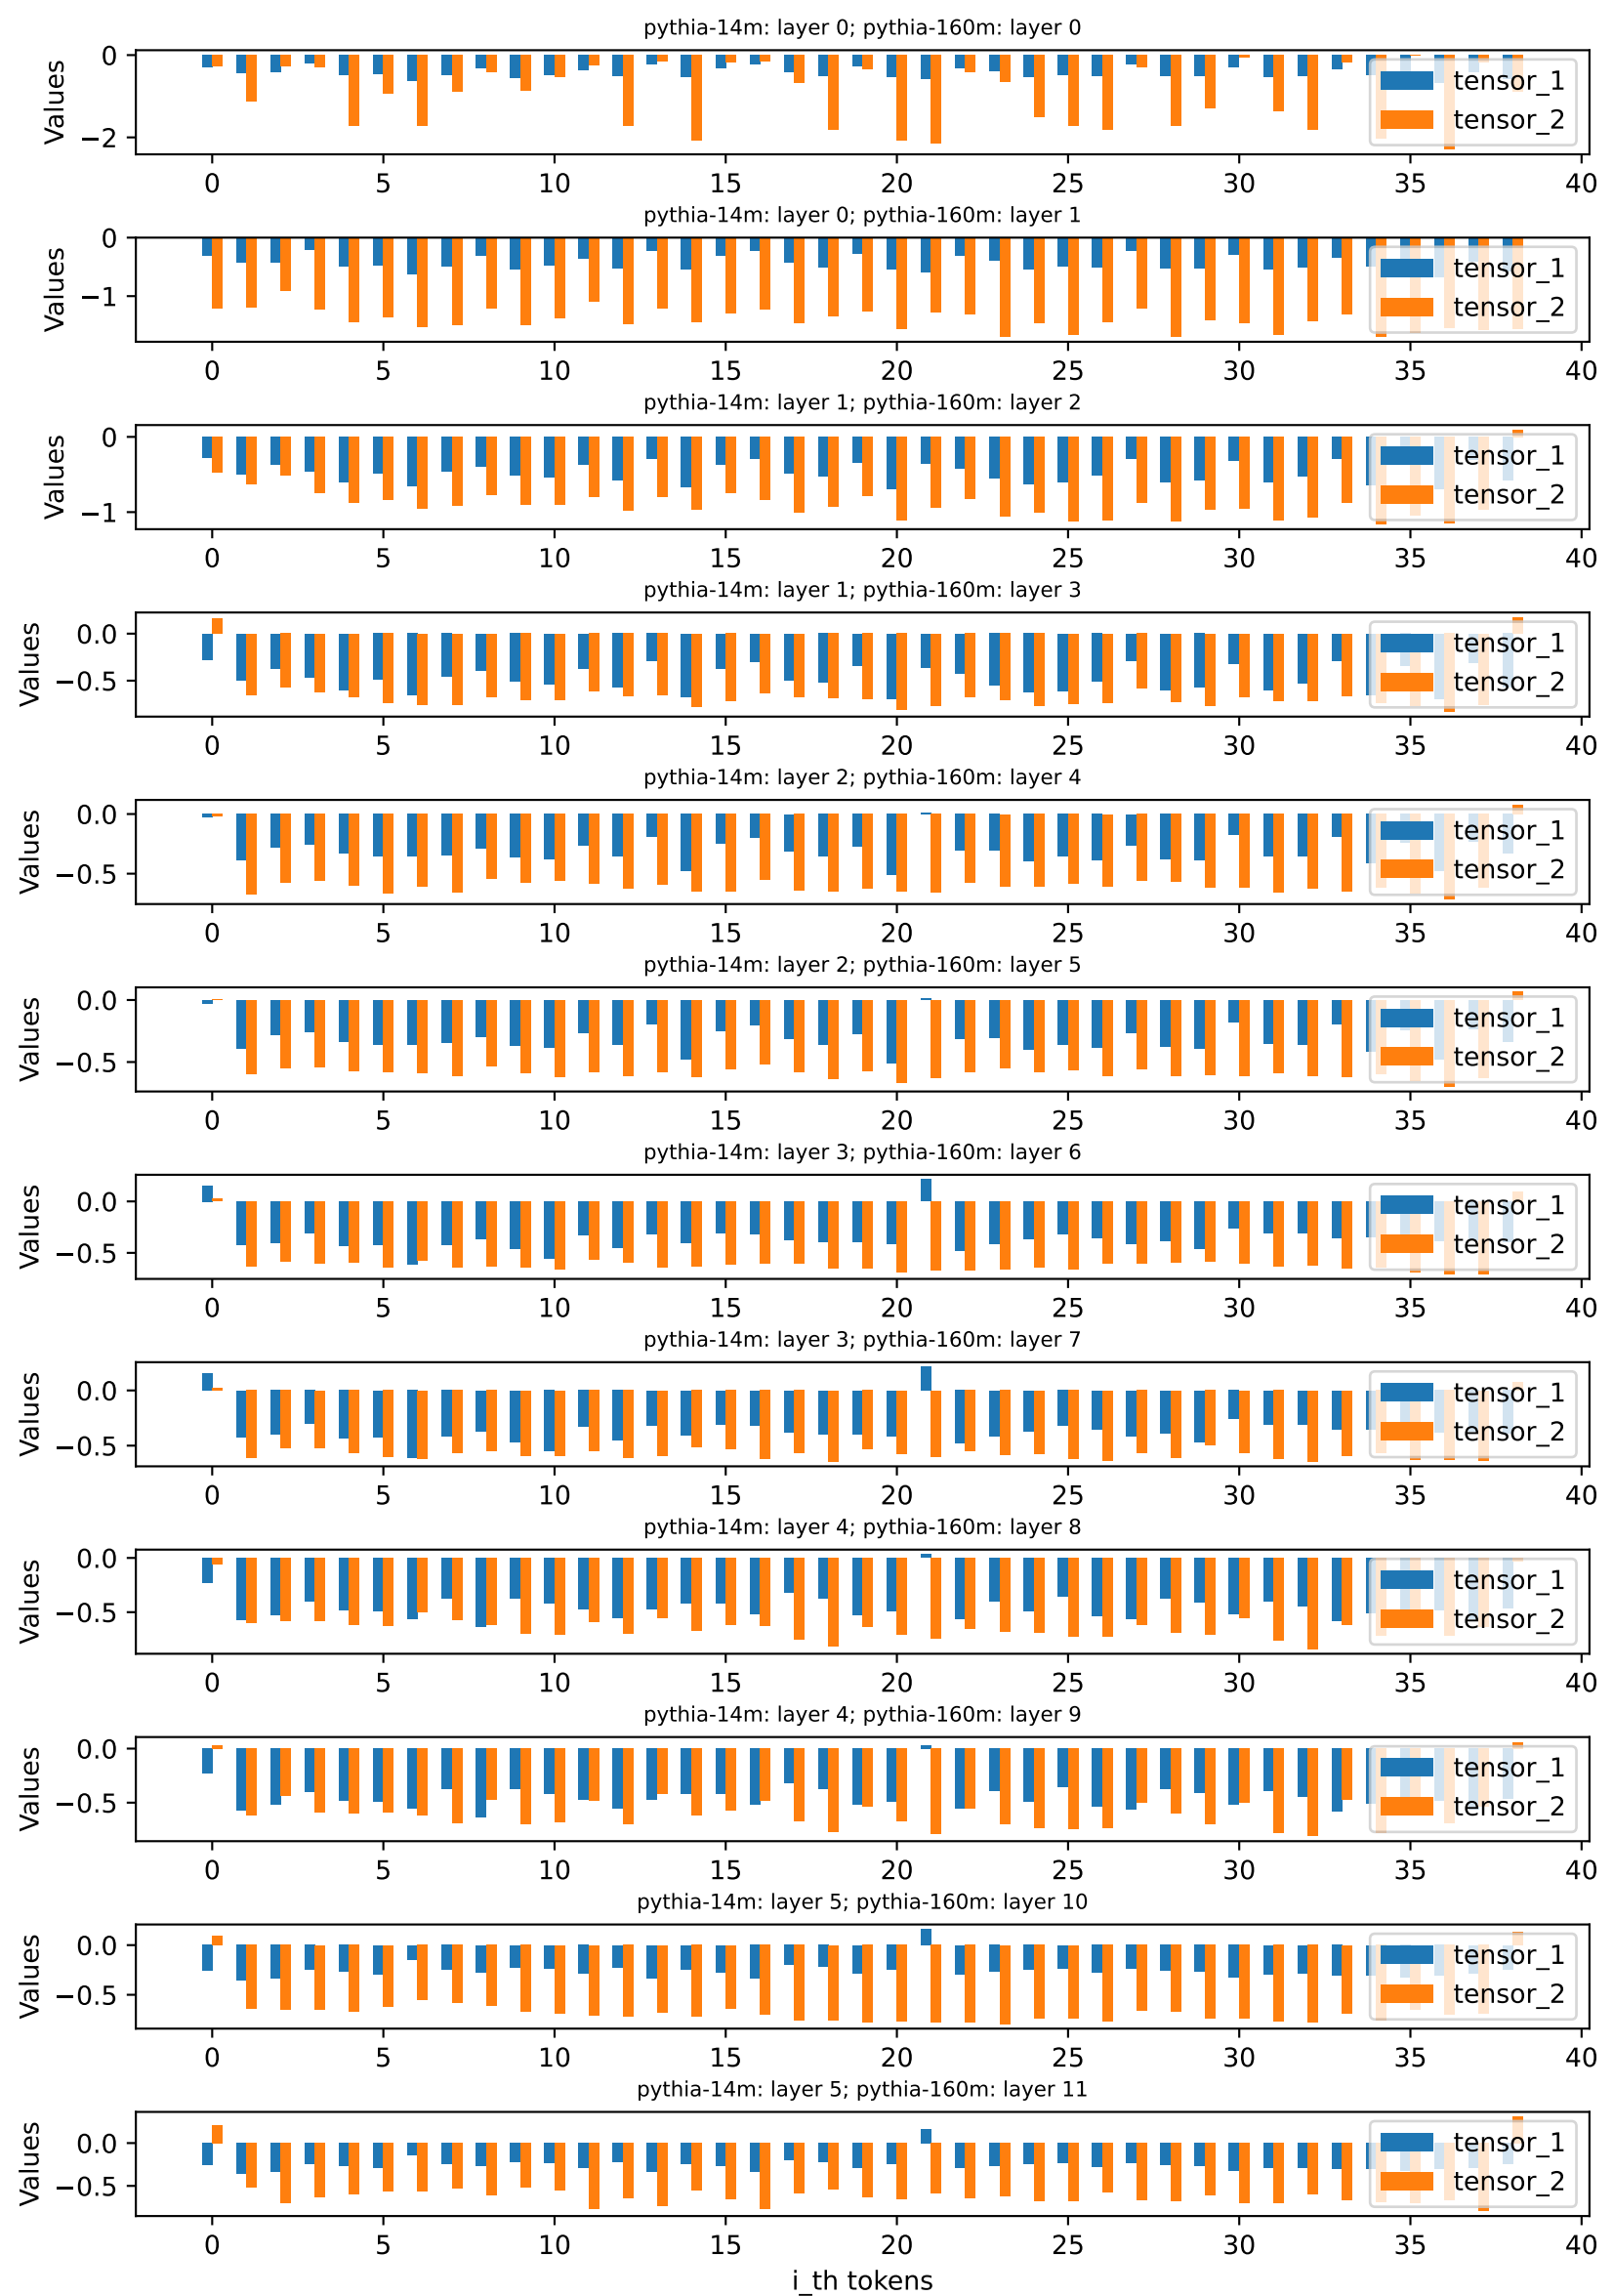 pythia-14m: layer 0; pythia-160m: layer 0
Values
0
−2
tensor_1
tensor_2
0 5 10 15 20 25 30 35 40
pythia-14m: layer 0; pythia-160m: layer 1
Values
0
−1
tensor_1
tensor_2
0 5 10 15 20 25 30 35 40
pythia-14m: layer 1; pythia-160m: layer 2
Values
0
−1
tensor_1
tensor_2
0 5 10 15 20 25 30 35 40
pythia-14m: layer 1; pythia-160m: layer 3
Values
0.0
−0.5
tensor_1
tensor_2
0 5 10 15 20 25 30 35 40
pythia-14m: layer 2; pythia-160m: layer 4
Values
0.0
−0.5
tensor_1
tensor_2
0 5 10 15 20 25 30 35 40
pythia-14m: layer 2; pythia-160m: layer 5
Values
0.0
−0.5
tensor_1
tensor_2
0 5 10 15 20 25 30 35 40
pythia-14m: layer 3; pythia-160m: layer 6
Values
0.0
−0.5
tensor_1
tensor_2
0 5 10 15 20 25 30 35 40
pythia-14m: layer 3; pythia-160m: layer 7
Values
0.0
−0.5
tensor_1
tensor_2
0 5 10 15 20 25 30 35 40
pythia-14m: layer 4; pythia-160m: layer 8
Values
0.0
−0.5
tensor_1
tensor_2
0 5 10 15 20 25 30 35 40
pythia-14m: layer 4; pythia-160m: layer 9
Values
0.0
−0.5
tensor_1
tensor_2
0 5 10 15 20 25 30 35 40
pythia-14m: layer 5; pythia-160m: layer 10
Values
0.0
−0.5
tensor_1
tensor_2
0 5 10 15 20 25 30 35 40
pythia-14m: layer 5; pythia-160m: layer 11
Values
0.0
−0.5
tensor_1
tensor_2
0 5 10 15 20 25 30 35 40
i_th tokens